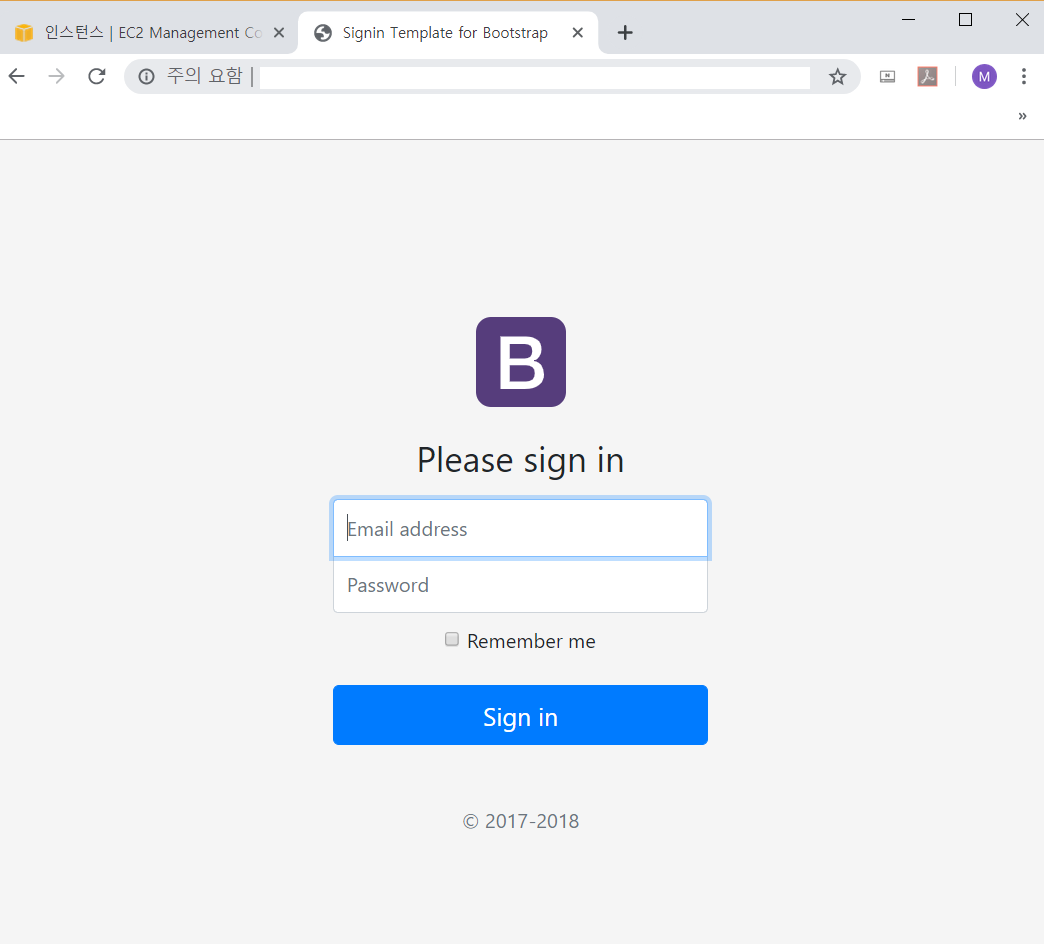 인스턴스 | EC2 Management Co
Signin Template for Bootstrap
주의 요함 |
M
»
B
Please sign in
Email address
Password
Remember me
Sign in
© 2017-2018